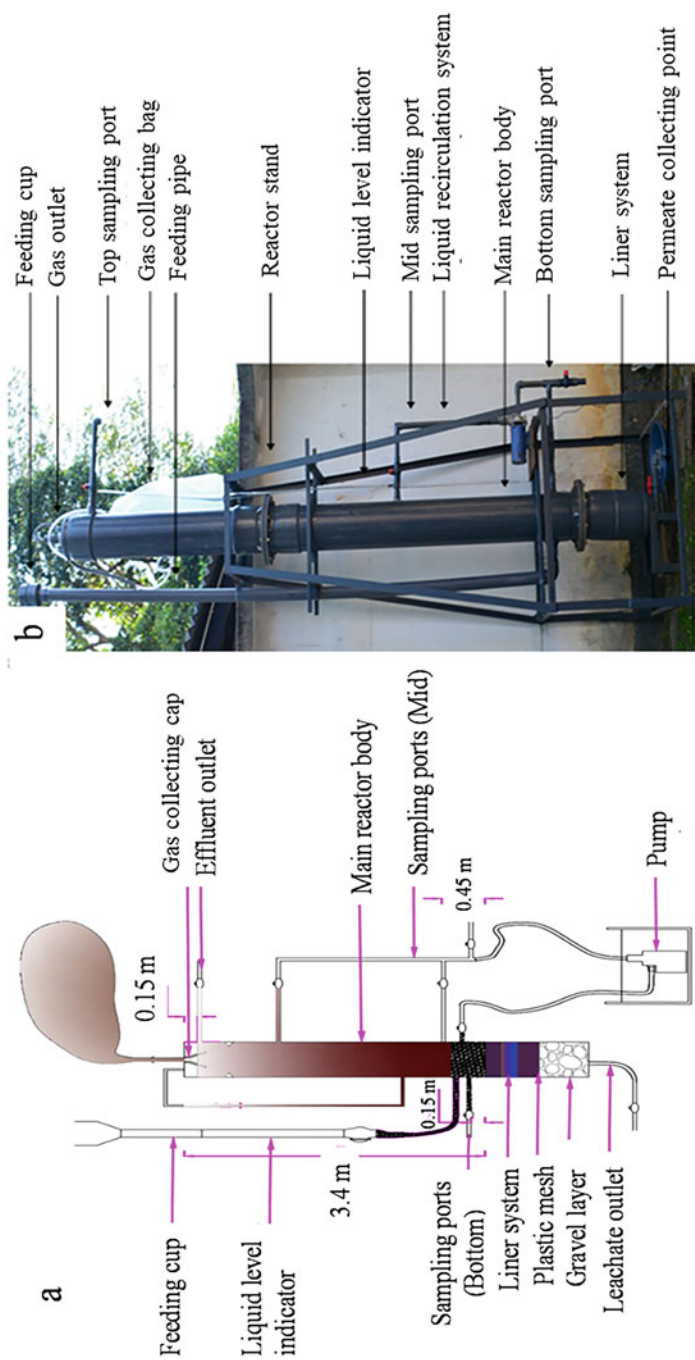 a
Feeding cup
Liquid level
indicator
3.4 m
0.15 m
Sampling ports
(Bottom)
Liner system
Plastic mesh
Gravel layer
Leachate outlet
0.15 m
Gas collecting cap
Effluent outlet
Main reactor body
Sampling ports (Mid)
0.45 m
Pump
b
Feeding cup
Gas outlet
Top sampling port
Gas collecting bag
Feeding pipe
Reactor stand
Liquid level indicator
Mid sampling port
Liquid recirculation system
Main reactor body
Bottom sampling port
Liner system
Permeate collecting point